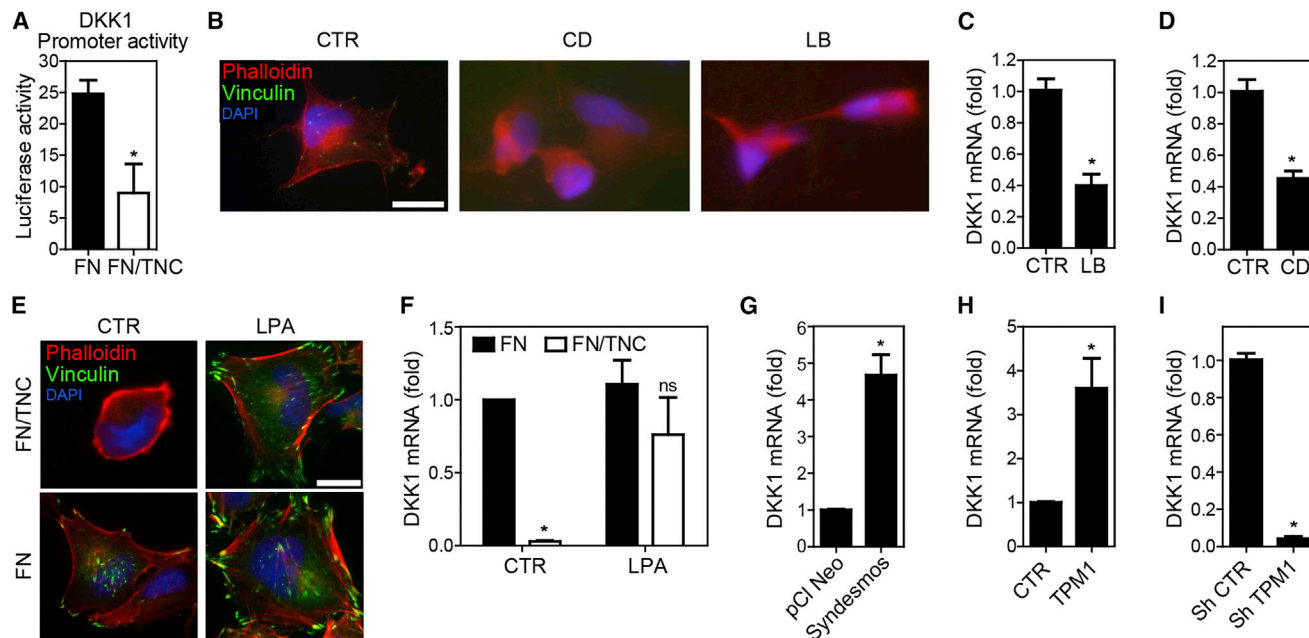 A
DKK1
Promoter activity
Luciferase activity
30
25
20
15
10
5
0
*
FN FN/TNC
B
CTR
CD
LB
Phalloidin
Vinculin
DAPI
C
DKK1 mRNA (fold)
1.2
1.0
0.8
0.6
0.4
0.2
0.0
*
CTR LB
D
DKK1 mRNA (fold)
1.2
1.0
0.8
0.6
0.4
0.2
0.0
*
CTR CD
E
CTR
LPA
Phalloidin
Vinculin
DAPI
FN/TNC
FN
F
DKK1 mRNA (fold)
1.5
1.0
0.5
0.0
FN
FN/TNC
*
ns
CTR
LPA
G
DKK1 mRNA (fold)
6
5
4
3
2
1
0
*
pCI Neo
Syndesmos
H
DKK1 mRNA (fold)
5
4
3
2
1
0
*
CTR
TPM1
I
DKK1 mRNA (fold)
1.2
1.0
0.8
0.6
0.4
0.2
0.0
*
Sh CTR
Sh TPM1